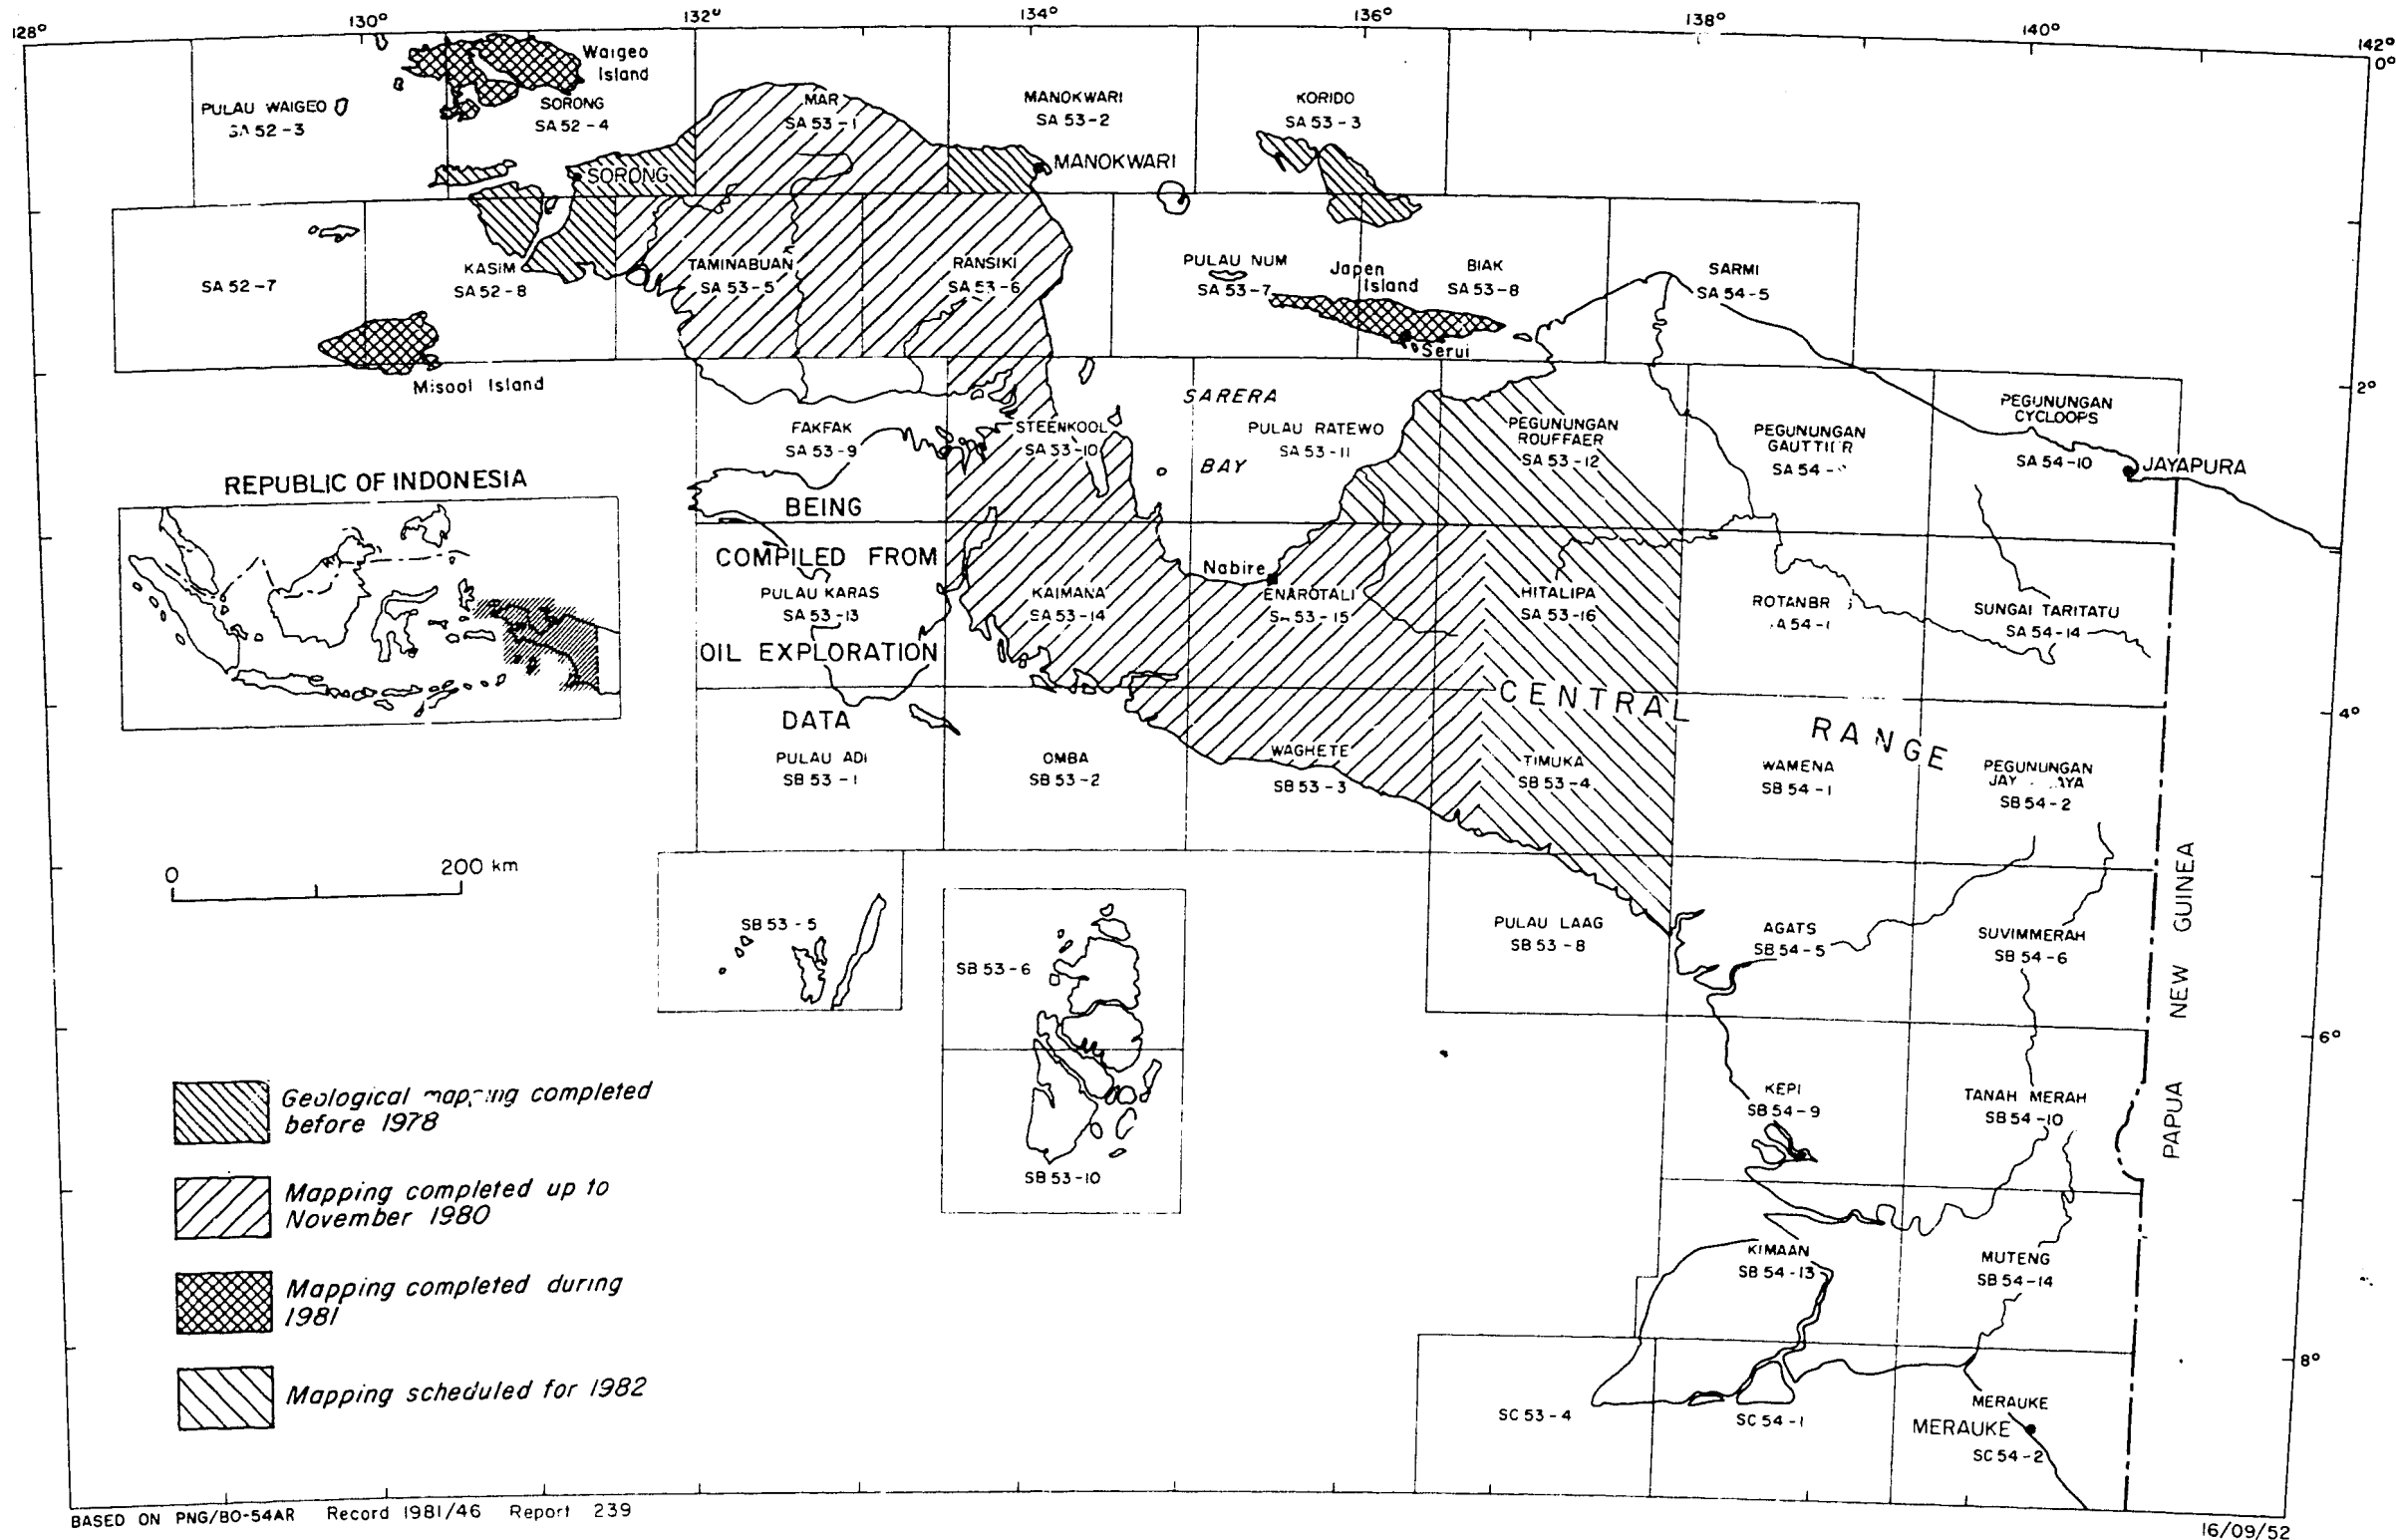 128°
130°
132°
134°
136°
138°
140°
142°
0°
Waigeo
Island
PULAU WAIGEO
SA 52-3
SORONG
SA 52-4
MAR
SA 53-1
MANOKWARI
SA 53-2
KORIDO
SA 53-3
SORONG
MANOKWARI
SA 52-7
KASIM
SA 52-8
TAMINABUAN
SA 53-5
RANSIKI
SA 53-6
PULAU NUM
SA 53-7
Japen
Island
BIAK
SA 53-8
SARMI
SA 54-5
Serui
Misool Island
2°
SARERA
BAY
FAKFAK
SA 53-9
STEENKOOL
SA 53-10
PULAU RATEWO
SA 53-11
PEGUNUNGAN
ROUFFAER
SA 53-12
PEGUNUNGAN
GAUTTIER
SA 54-
PEGUNUNGAN
CYCLOOPS
SA 54-10
JAYAPURA
REPUBLIC OF INDONESIA
BEING
COMPILED FROM
OIL EXPLORATION
DATA
PULAU KARAS
SA 53-13
Nabire
KAIMANA
SA 53-14
ENAROTALI
SA 53-15
HITALIPA
SA 53-16
SUNGAI TARITATU
SA 54-14
CENTRAL
RANGE
4°
PULAU ADI
SB 53-1
OMBA
SB 53-2
WAGHETE
SB 53-3
TIMUKA
SB 53-4
WAMENA
SB 54-1
PEGUNUNGAN
SB 54-2
0
200 km
SB 53-5
SB 53-6
SB 53-10
PULAU LAAG
SB 53-8
AGATS
SB 54-5
SUVIMMERAH
SB 54-6
PAPUA NEW GUINEA
6°
KEPI
SB 54-9
TANAH MERAH
SB 54-10
KIMAAN
SB 54-13
MUTENG
SB 54-14
8°
SC 53-4
SC 54-1
MERAUKE
MERAUKE
SC 54-2
Geological mapping completed
before 1978
Mapping completed up to
November 1980
Mapping completed during
1981
Mapping scheduled for 1982
BASED ON PNG/BO-54AR Record 1981/46 Report 239
16/09/52